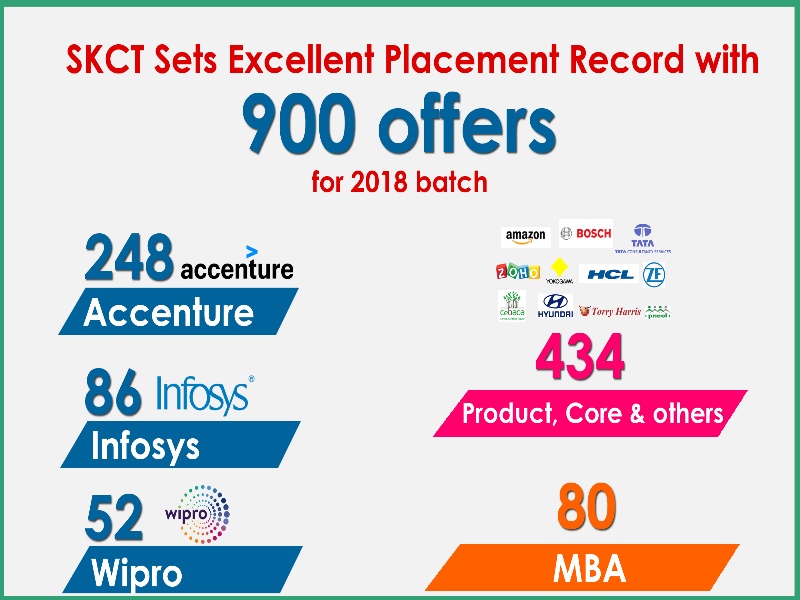 SKCT Sets Excellent Placement Record with
900 offers
for 2018 batch
248 accenture
Accenture
86 Infosys®
Infosys
52 wipro
Wipro
amazon BOSCH TATA
TATA CONSULTANCY SERVICES
ZOHO YOKOGAWA HCL ZF
cebaca HYUNDAI Torry Harris
434
Product, Core & others
80
MBA